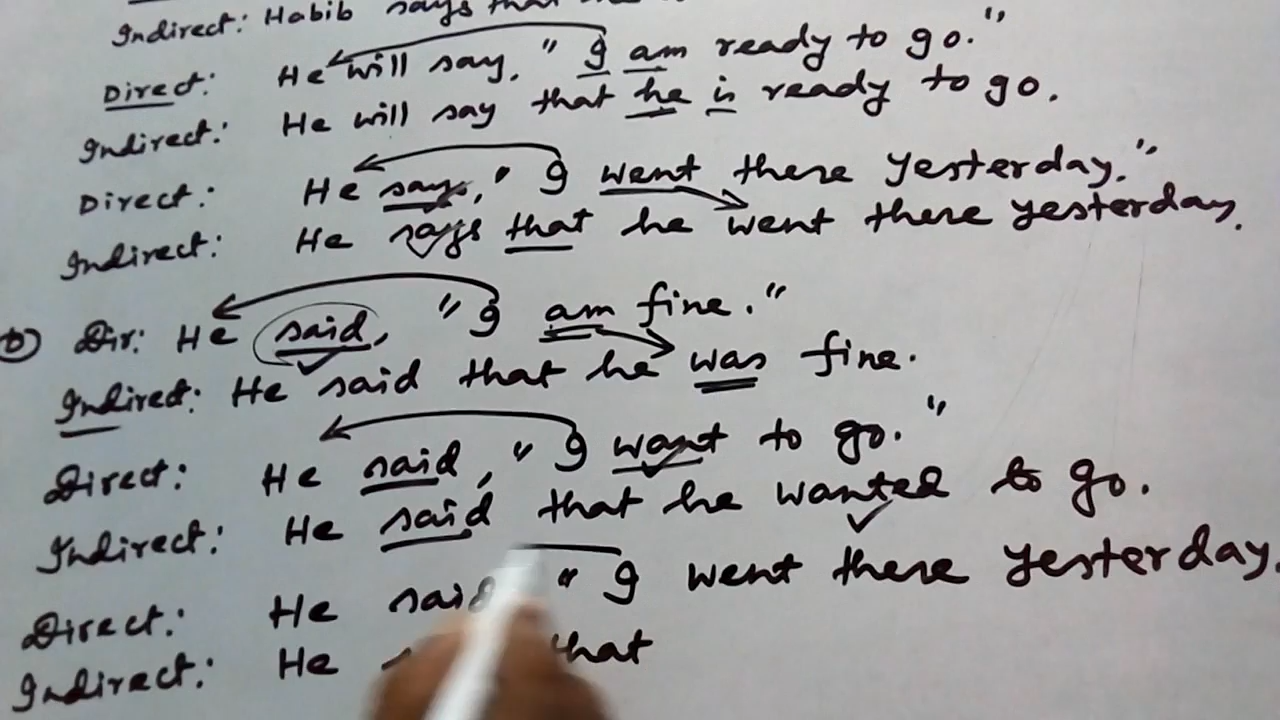 Indirect: Habib says that
Direct: He will say, "I am ready to go."
Indirect: He will say that he is ready to go.
Direct: He says, "I went there yesterday."
Indirect: He says that he went there yesterday.
b) Dir: He said, "I am fine."
Indirect: He said that he was fine.
Direct: He said, "I want to go."
Indirect: He said that he wanted to go.
Direct: He said "I went there yesterday.
Indirect: He that